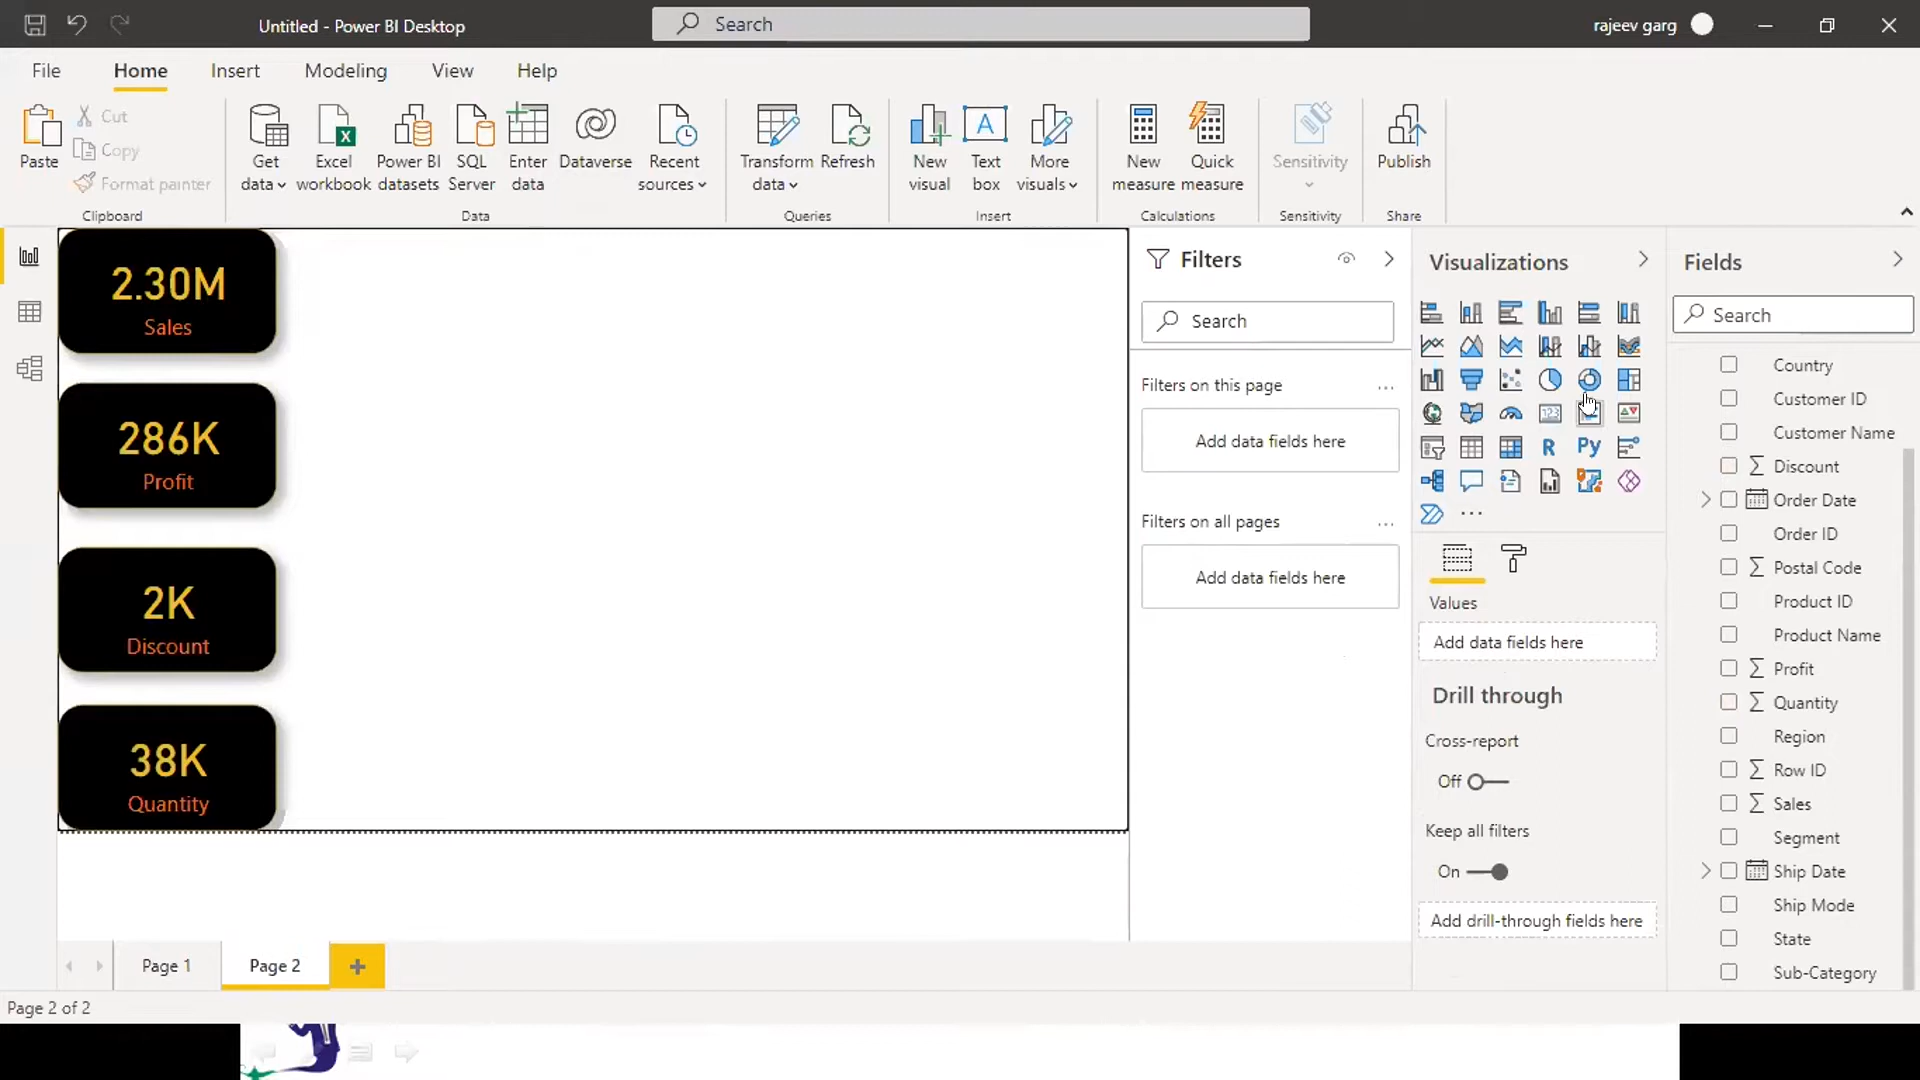 Untitled - Power BI Desktop
Search
rajeev garg
File
Home
Insert
Modeling
View
Help
Paste
Cut
Copy
Format painter
Clipboard
Get data
Excel workbook
Power BI datasets
SQL Server
Enter data
Dataverse
Recent sources
Data
Transform data
Refresh
Queries
New visual
Text box
A
More visuals
Insert
New measure
Quick measure
Calculations
Sensitivity
Sensitivity
Publish
Share
2.30M
Sales
286K
Profit
2K
Discount
38K
Quantity
Filters
Search
Filters on this page
...
Add data fields here
Filters on all pages
...
Add data fields here
Visualizations
123
R
Py
...
Values
Add data fields here
Drill through
Cross-report
Off
Keep all filters
On
Add drill-through fields here
Fields
Search
Country
Customer ID
Customer Name
Σ Discount
Order Date
Order ID
Σ Postal Code
Product ID
Product Name
Σ Profit
Σ Quantity
Region
Σ Row ID
Σ Sales
Segment
Ship Date
Ship Mode
State
Sub-Category
Page 1
Page 2
+
Page 2 of 2